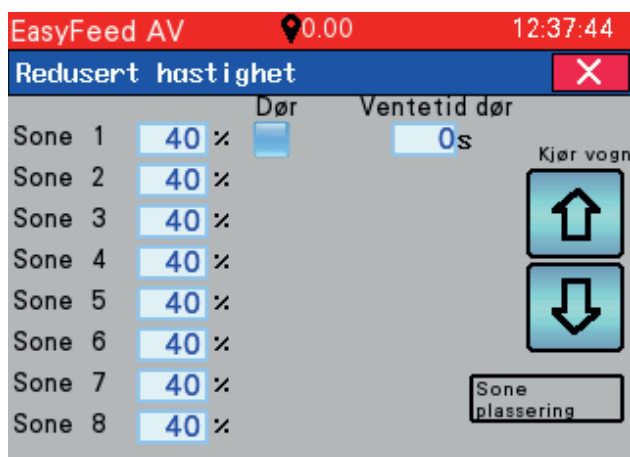 EasyFeed AV 0.00 12:37:44
Redusert hastighet X
Dør Ventetid dør
Sone 1 40 % 0s
Kjør vogn
Sone 2 40 %
Sone 3 40 %
Sone 4 40 %
Sone 5 40 %
Sone 6 40 %
Sone 7 40 %
Sone
plassering
Sone 8 40 %